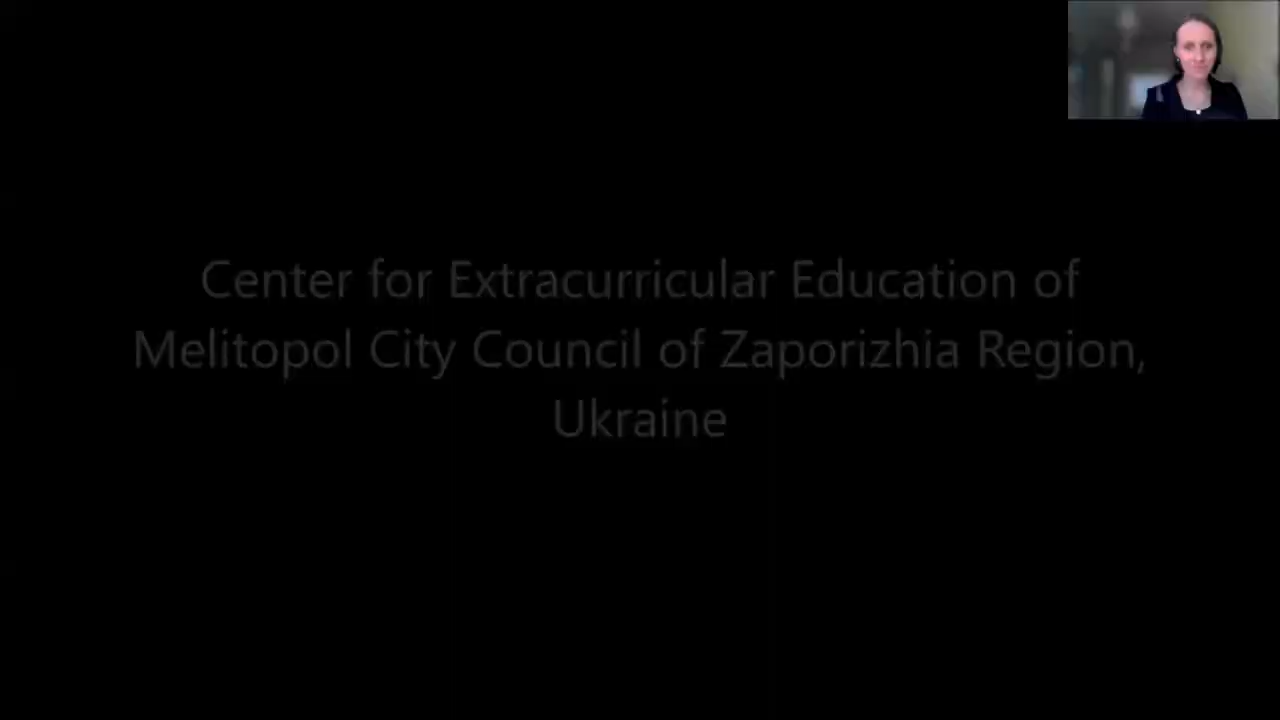 Center for Extracurricular Education of
Melitopol City Council of Zaporizhia Region,
Ukraine